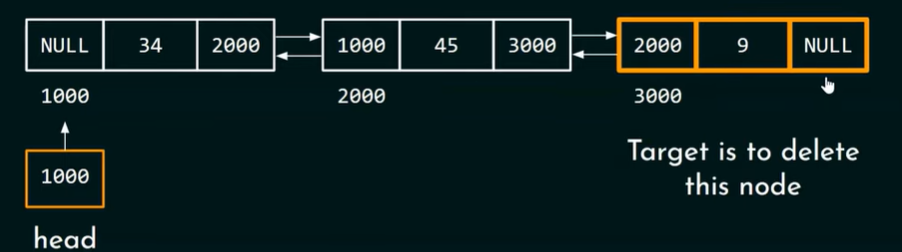 NULL 34 2000 1000 45 3000 2000 9 NULL
1000 2000 3000
1000
Target is to delete
this node
head